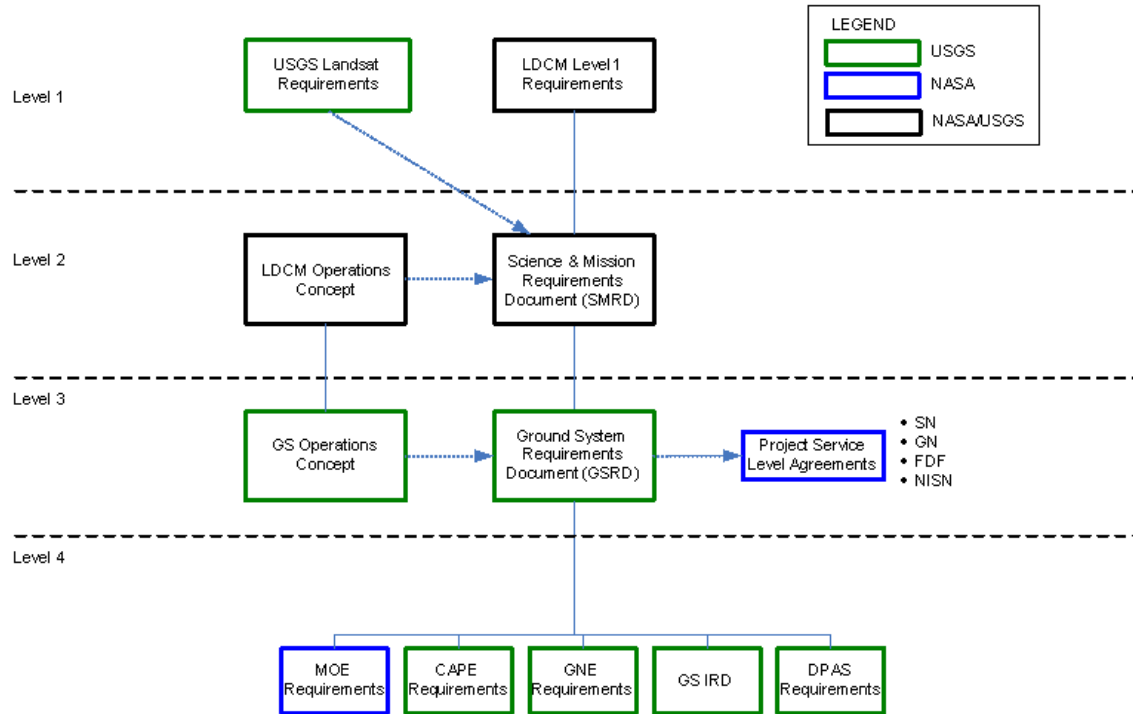 LEGEND
USGS
NASA
NASA/USGS
Level 1
USGS Landsat
Requirements
LDCM Level1
Requirements
Level 2
LDCM Operations
Concept
Science & Mission
Requirements
Document (SMRD)
Level 3
GS Operations
Concept
Ground System
Requirements
Document (GSRD)
Project Service
Level Agreements
• SN
• GN
• FDF
• NISN
Level 4
MOE
Requirements
CAPE
Requirements
GNE
Requirements
GS IRD
DPAS
Requirements